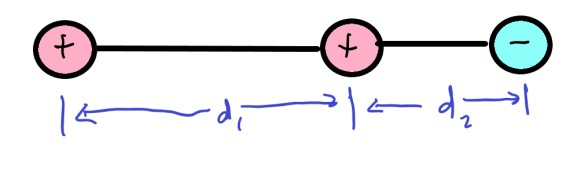 + + -
d₁ d₂